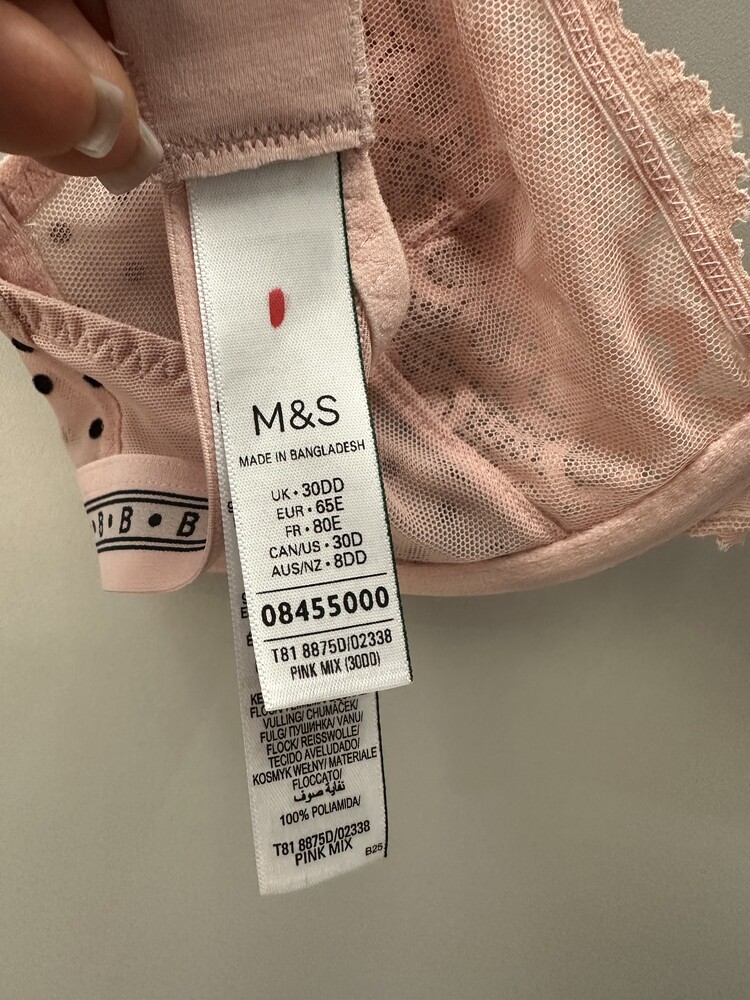 M&S
MADE IN BANGLADESH
UK • 30DD
EUR • 65E
FR • 80E
CAN/US • 30D
AUS/NZ • 8DD
08455000
T81 8875D/02338
PINK MIX (30DD)
VULLING/ CHUMÁČEK/
FULG/ ПУШИНКА/ VANU/
FLOCK/ REISSWOLLE/
TECIDO AVELUDADO/
KOSMYK WEŁNY/ MATERIALE
FLOCCATO/
نفاية صوف
100% POLIAMIDA/
T81 8875D/02338
PINK MIX
B25
B • B